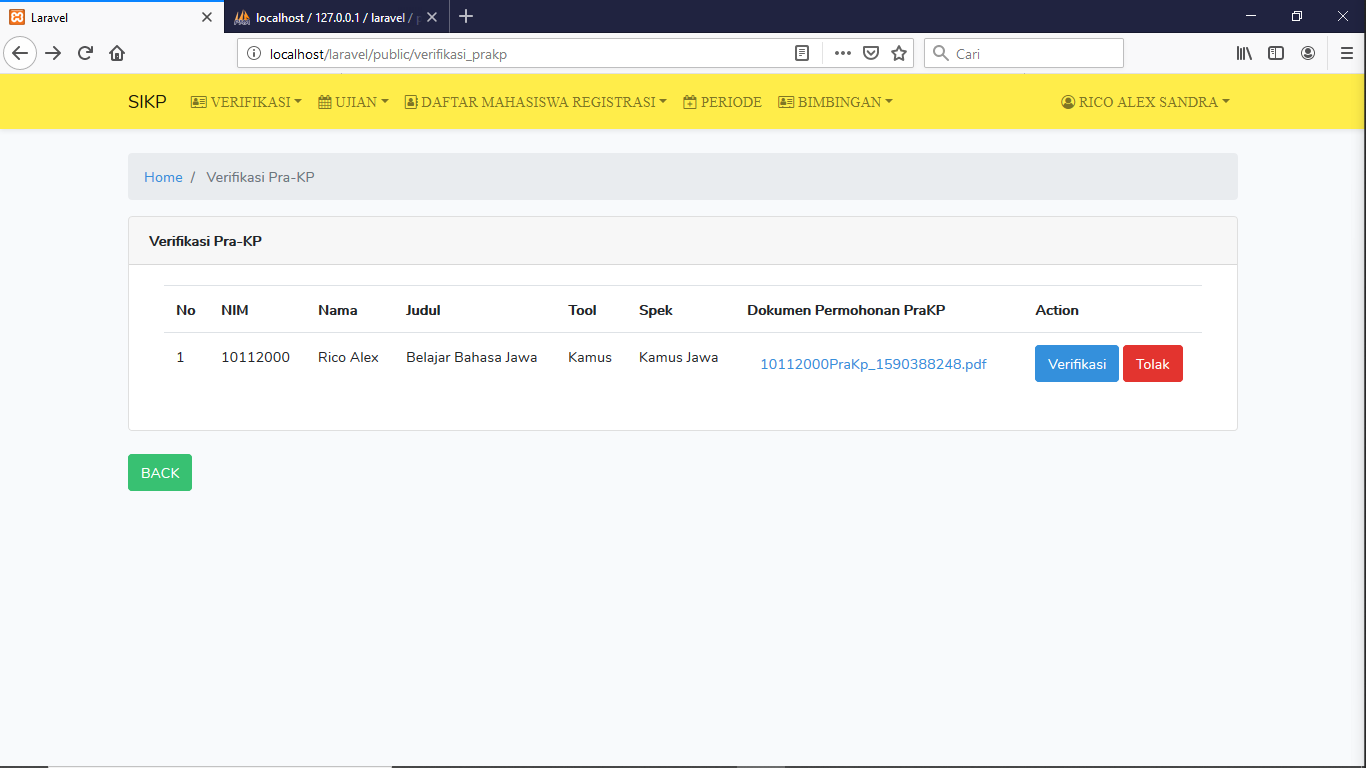 Laravel
localhost / 127.0.0.1 / laravel /
localhost/laravel/public/verifikasi_prakp
Cari
SIKP VERIFIKASI UJIAN DAFTAR MAHASISWA REGISTRASI PERIODE BIMBINGAN RICO ALEX SANDRA
Home / Verifikasi Pra-KP
Verifikasi Pra-KP
No NIM Nama Judul Tool Spek Dokumen Permohonan PraKP Action
1 10112000 Rico Alex Belajar Bahasa Jawa Kamus Kamus Jawa 10112000PraKp_1590388248.pdf Verifikasi Tolak
BACK